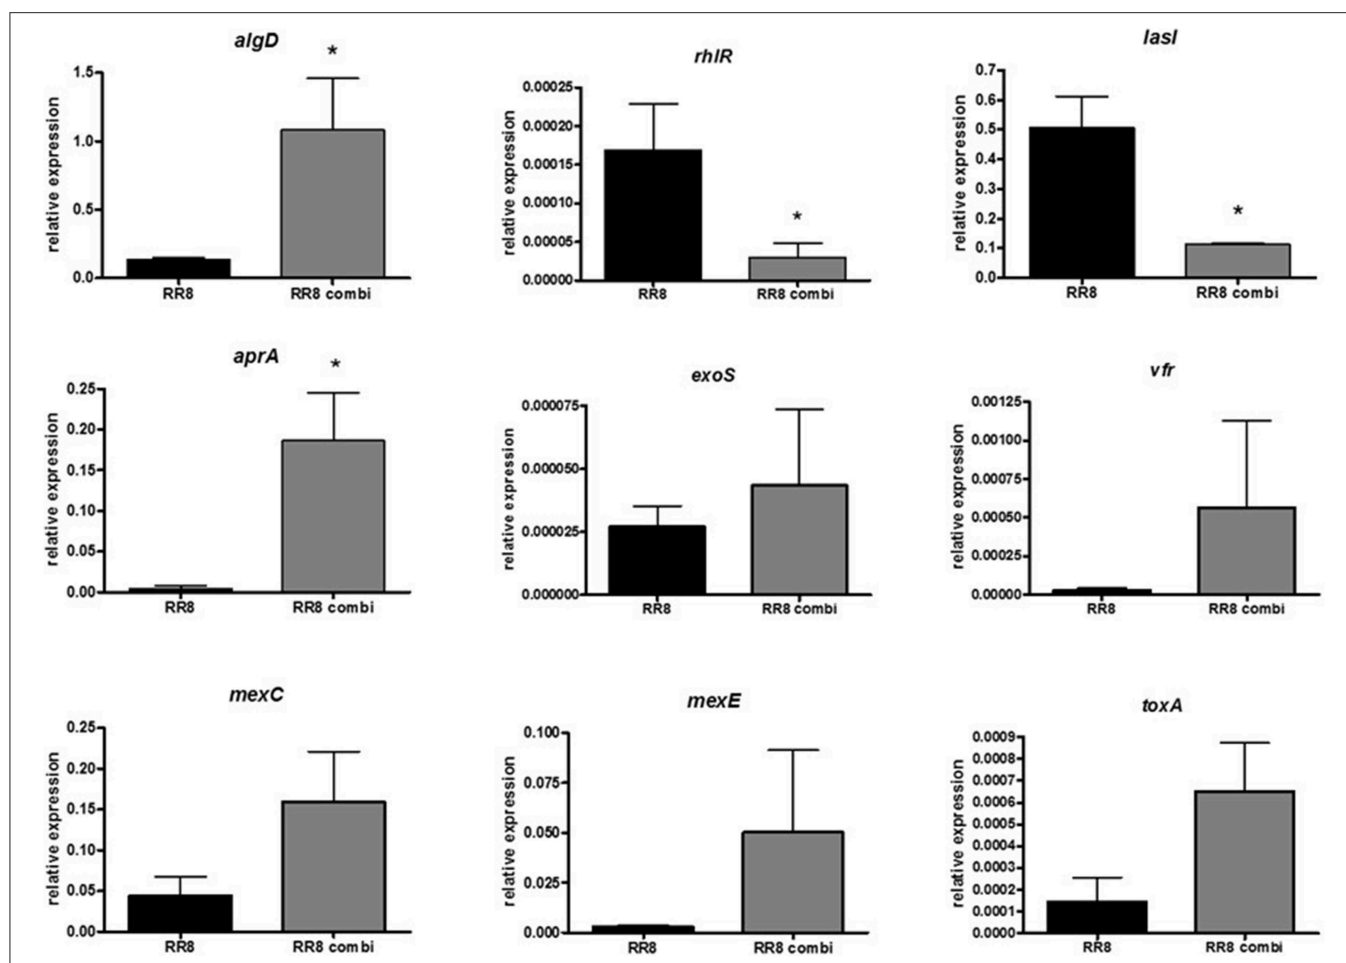 algD
*
relative expression
1.5
1.0
0.5
0.0
RR8
RR8 combi
rhlR
*
relative expression
0.00025
0.00020
0.00015
0.00010
0.00005
0.00000
RR8
RR8 combi
lasI
*
relative expression
0.7
0.6
0.5
0.4
0.3
0.2
0.1
0.0
RR8
RR8 combi
aprA
*
relative expression
0.25
0.20
0.15
0.10
0.05
0.00
RR8
RR8 combi
exoS
relative expression
0.000075
0.000050
0.000025
0.000000
RR8
RR8 combi
vfr
relative expression
0.00125
0.00100
0.00075
0.00050
0.00025
0.00000
RR8
RR8 combi
mexC
relative expression
0.25
0.20
0.15
0.10
0.05
0.00
RR8
RR8 combi
mexE
relative expression
0.100
0.075
0.050
0.025
0.000
RR8
RR8 combi
toxA
relative expression
0.0009
0.0008
0.0007
0.0006
0.0005
0.0004
0.0003
0.0002
0.0001
0.0000
RR8
RR8 combi